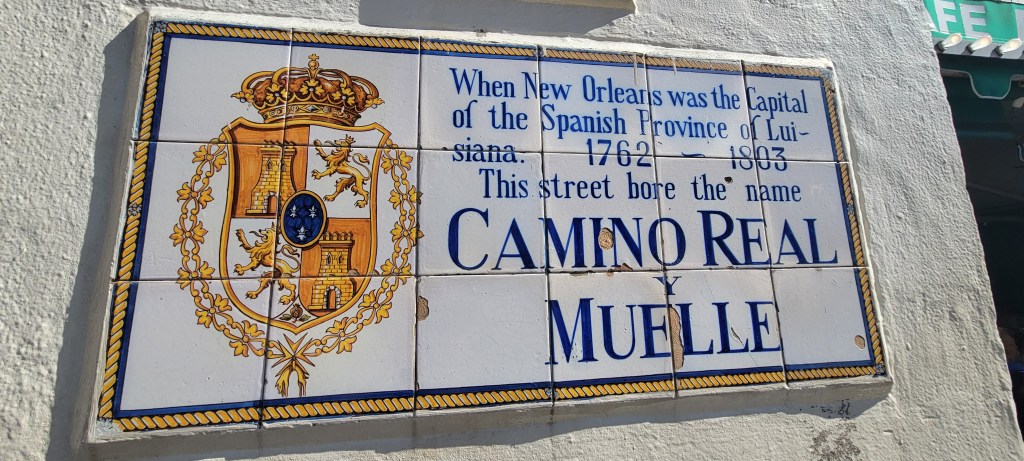 When New Orleans was the Capital
of the Spanish Province of Lui-
siana. 1762 – 1803
This street bore the name
CAMINO REAL
Y
MUELLE